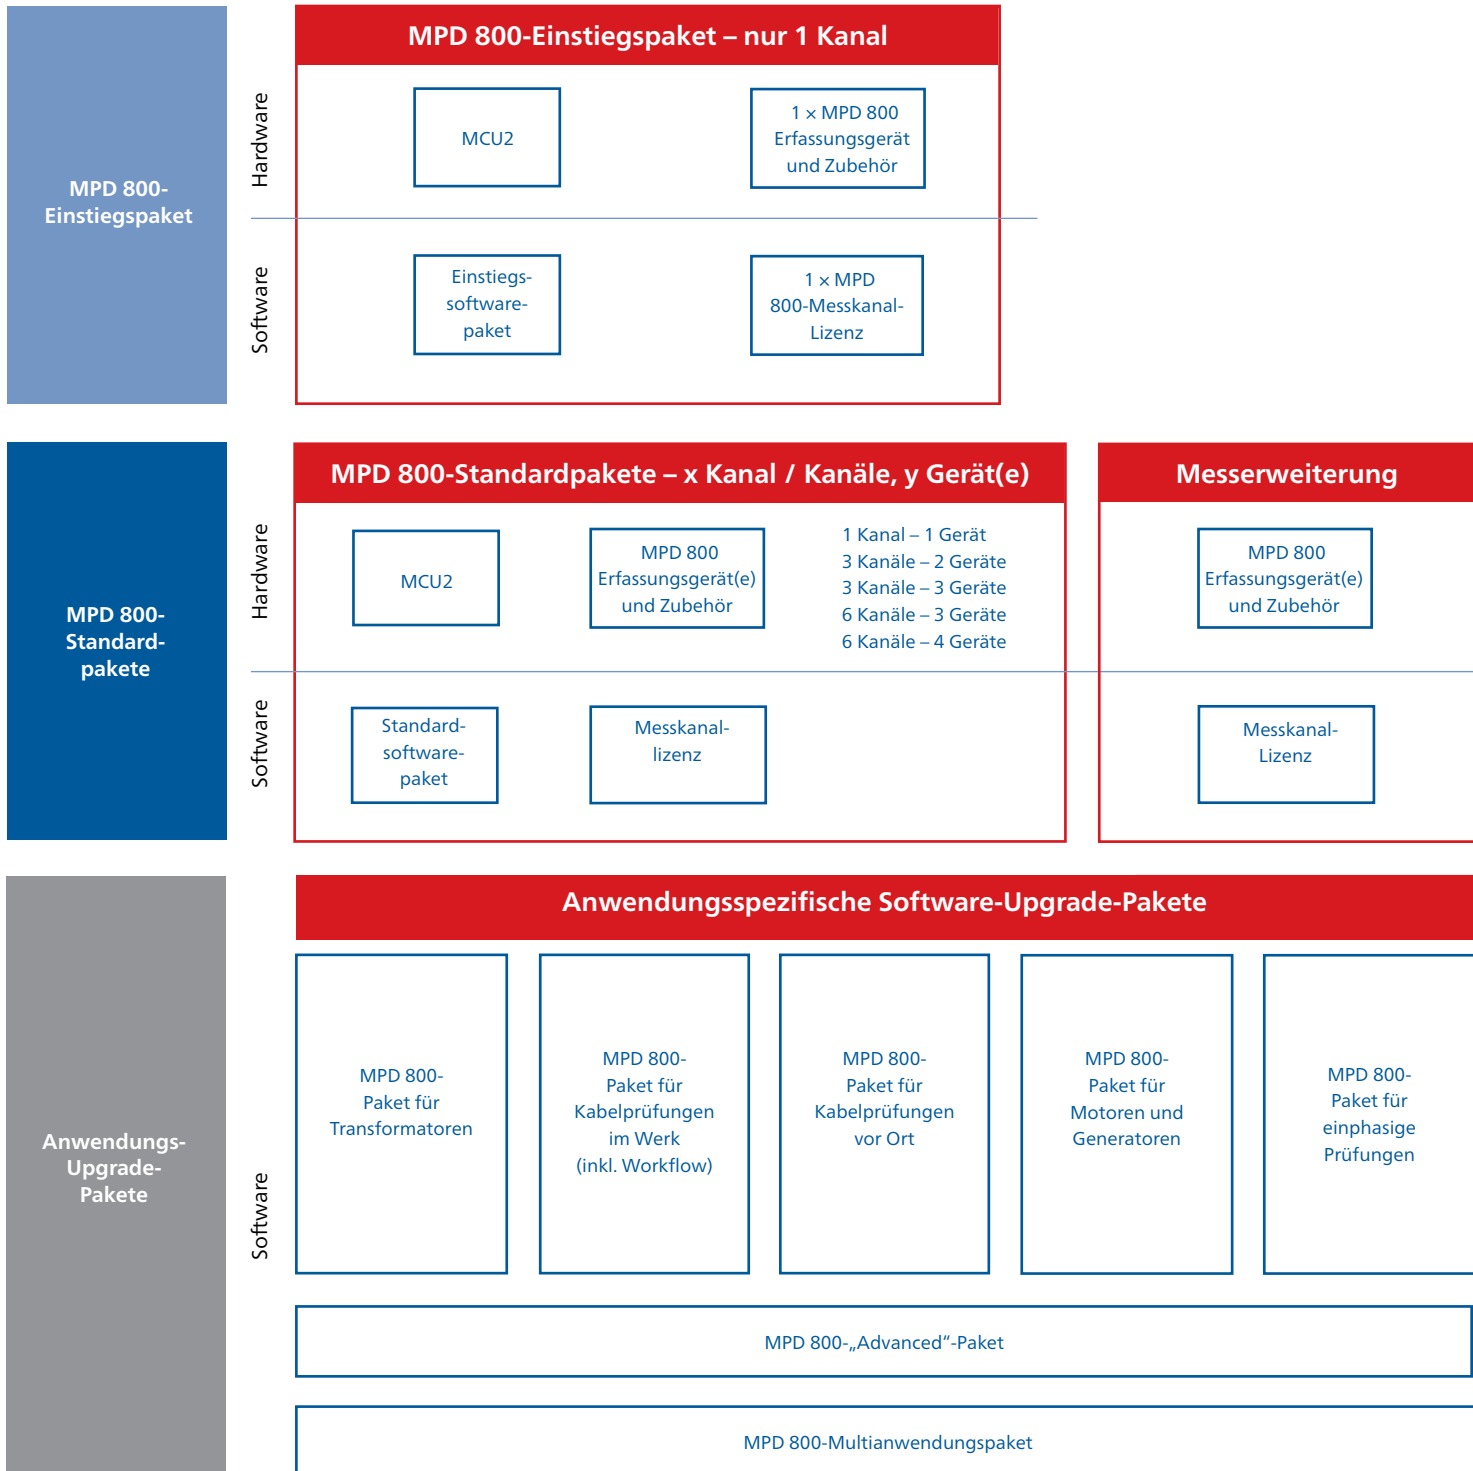 MPD 800-
Einstiegspaket
MPD 800-Einstiegspaket – nur 1 Kanal
Hardware
MCU2
1 × MPD 800
Erfassungsgerät
und Zubehör
Software
Einstiegs-
software-
paket
1 × MPD
800-Messkanal-
Lizenz
MPD 800-
Standard-
pakete
MPD 800-Standardpakete – x Kanal / Kanäle, y Gerät(e)
Hardware
MCU2
MPD 800
Erfassungsgerät(e)
und Zubehör
1 Kanal – 1 Gerät
3 Kanäle – 2 Geräte
3 Kanäle – 3 Geräte
6 Kanäle – 3 Geräte
6 Kanäle – 4 Geräte
Software
Standard-
software-
paket
Messkanal-
lizenz
Messerweiterung
MPD 800
Erfassungsgerät(e)
und Zubehör
Messkanal-
Lizenz
Anwendungs-
Upgrade-
Pakete
Anwendungsspezifische Software-Upgrade-Pakete
Software
MPD 800-
Paket für
Transformatoren
MPD 800-
Paket für
Kabelprüfungen
im Werk
(inkl. Workflow)
MPD 800-
Paket für
Kabelprüfungen
vor Ort
MPD 800-
Paket für
Motoren und
Generatoren
MPD 800-
Paket für
einphasige
Prüfungen
MPD 800-„Advanced“-Paket
MPD 800-Multianwendungspaket